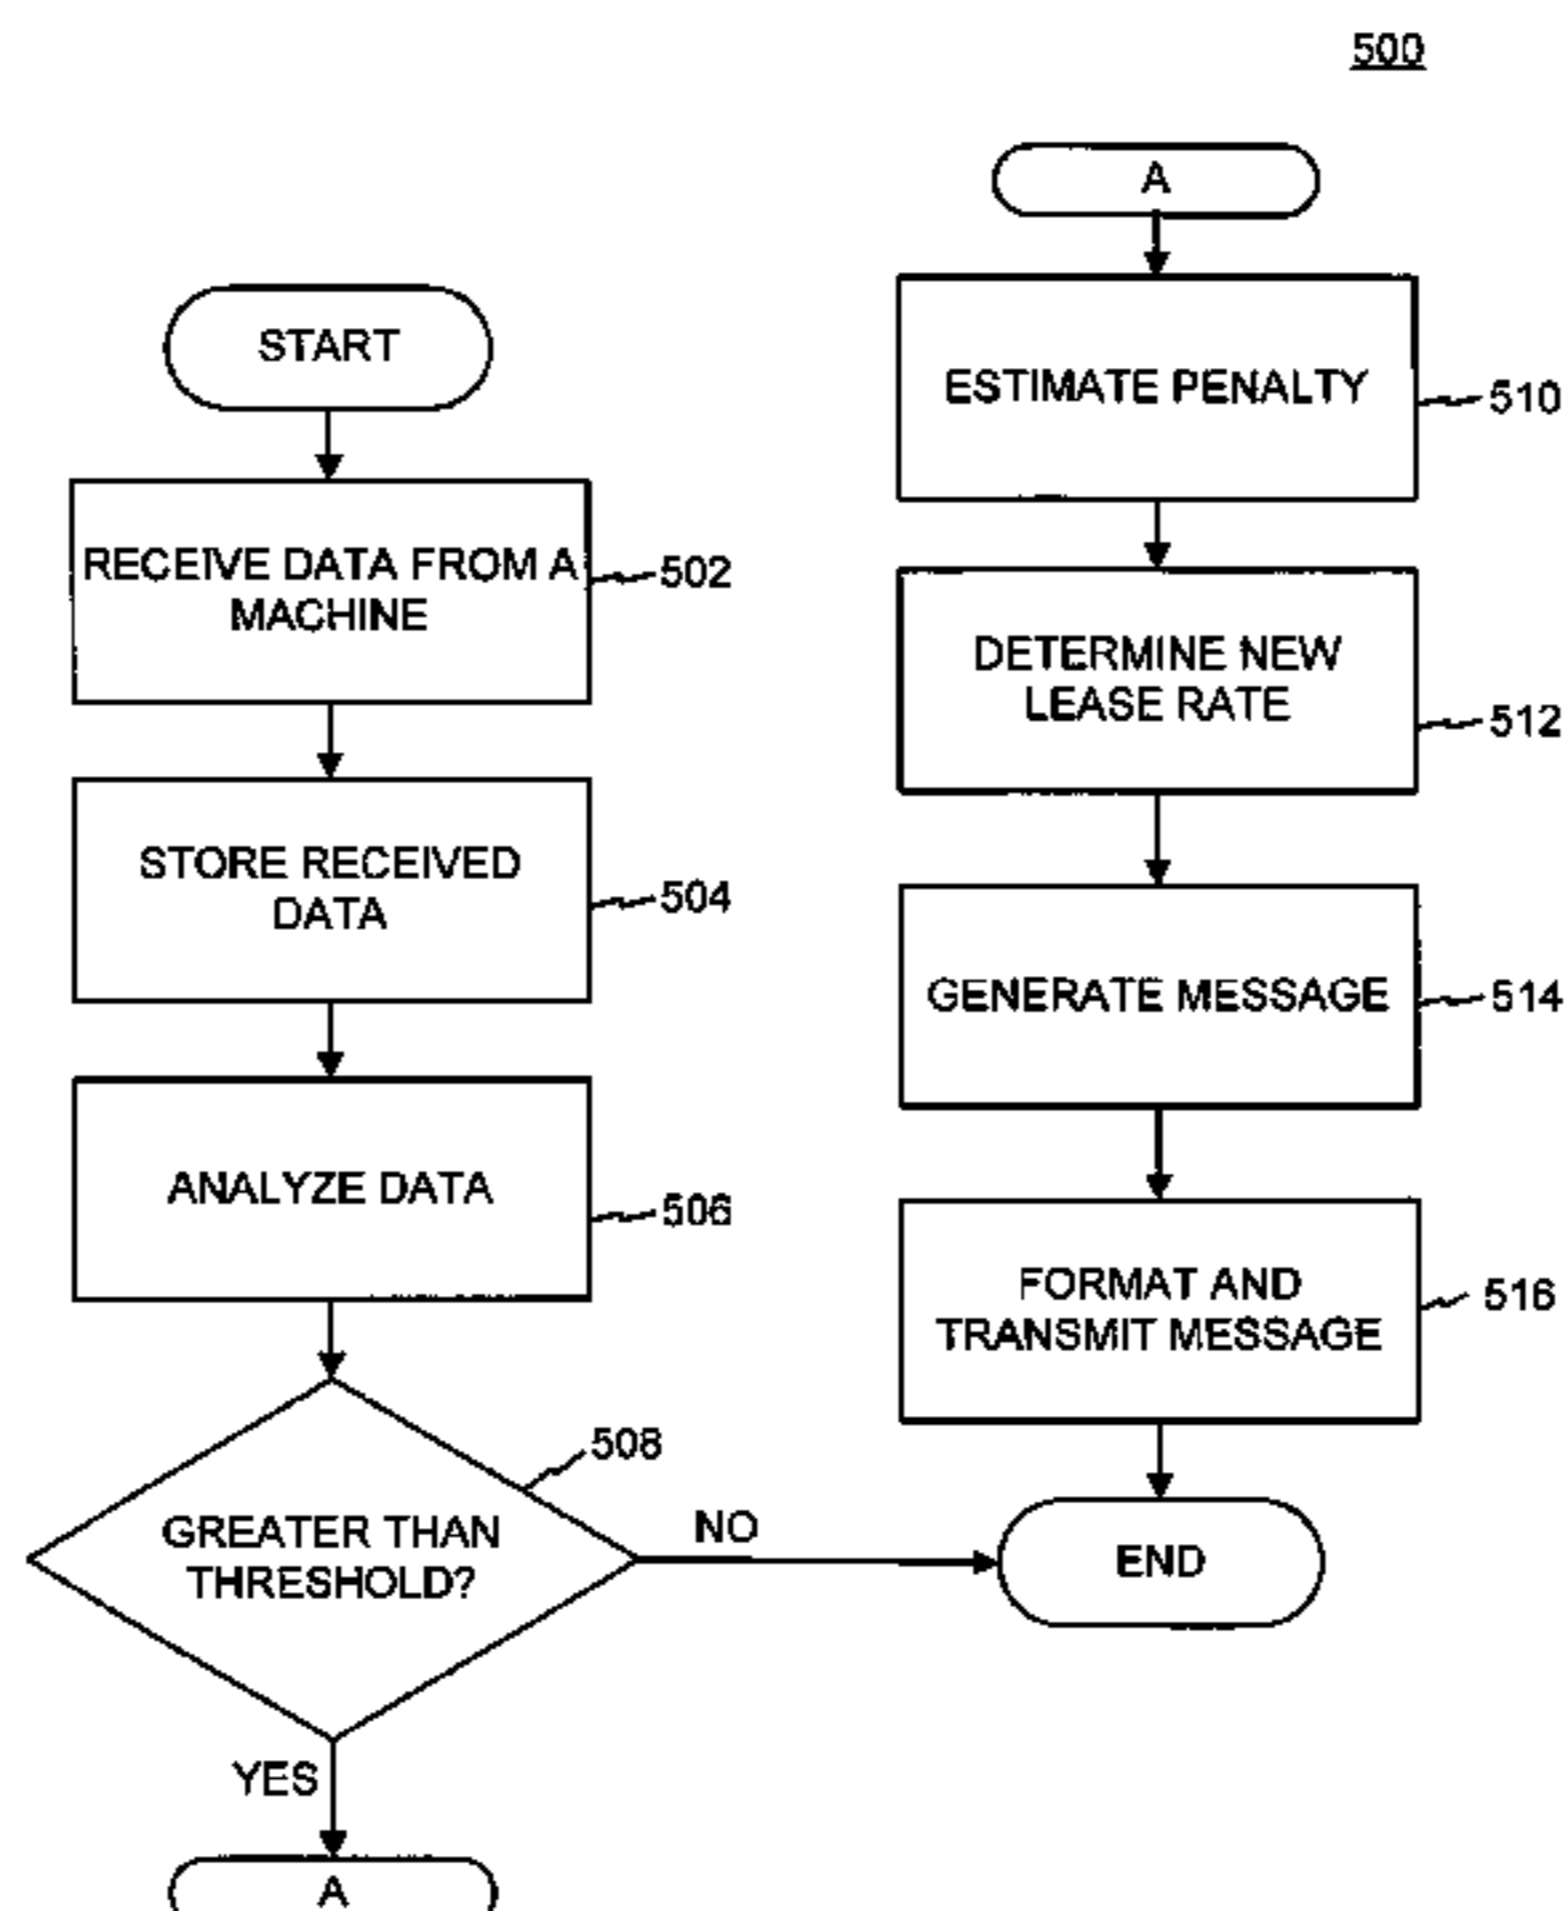 500
START
RECEIVE DATA FROM A
MACHINE
502
STORE RECEIVED
DATA
504
ANALYZE DATA
506
508
GREATER THAN
THRESHOLD?
NO
YES
A
A
ESTIMATE PENALTY
510
DETERMINE NEW
LEASE RATE
512
GENERATE MESSAGE
514
FORMAT AND
TRANSMIT MESSAGE
516
END